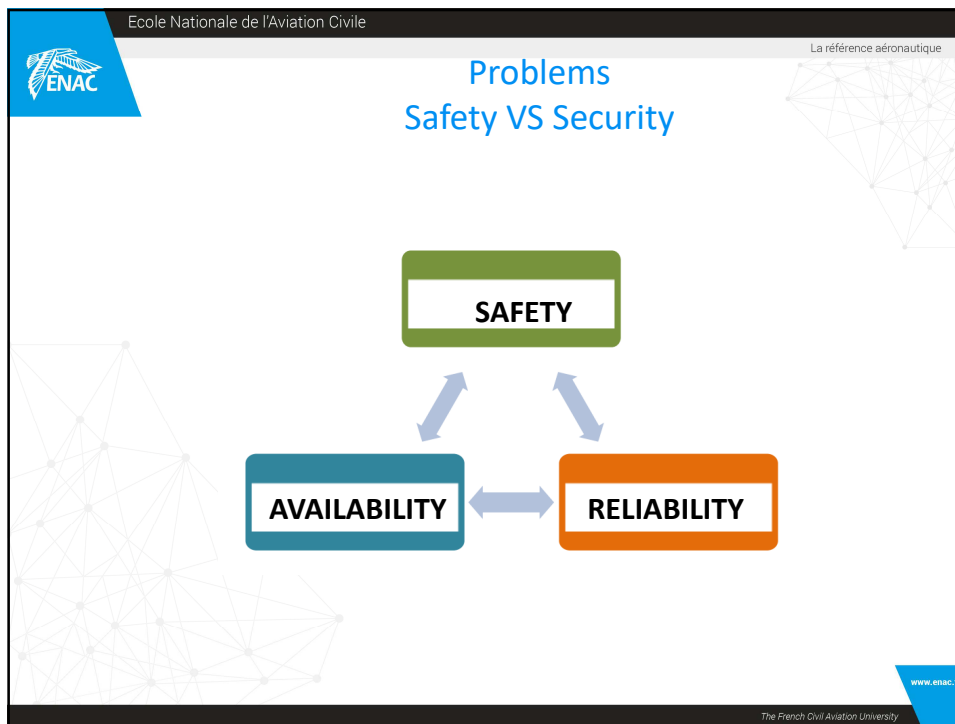 Ecole Nationale de l'Aviation Civile
La référence aéronautique
ENAC
Problems
Safety VS Security
SAFETY
AVAILABILITY
RELIABILITY
www.enac.
The French Civil Aviation University